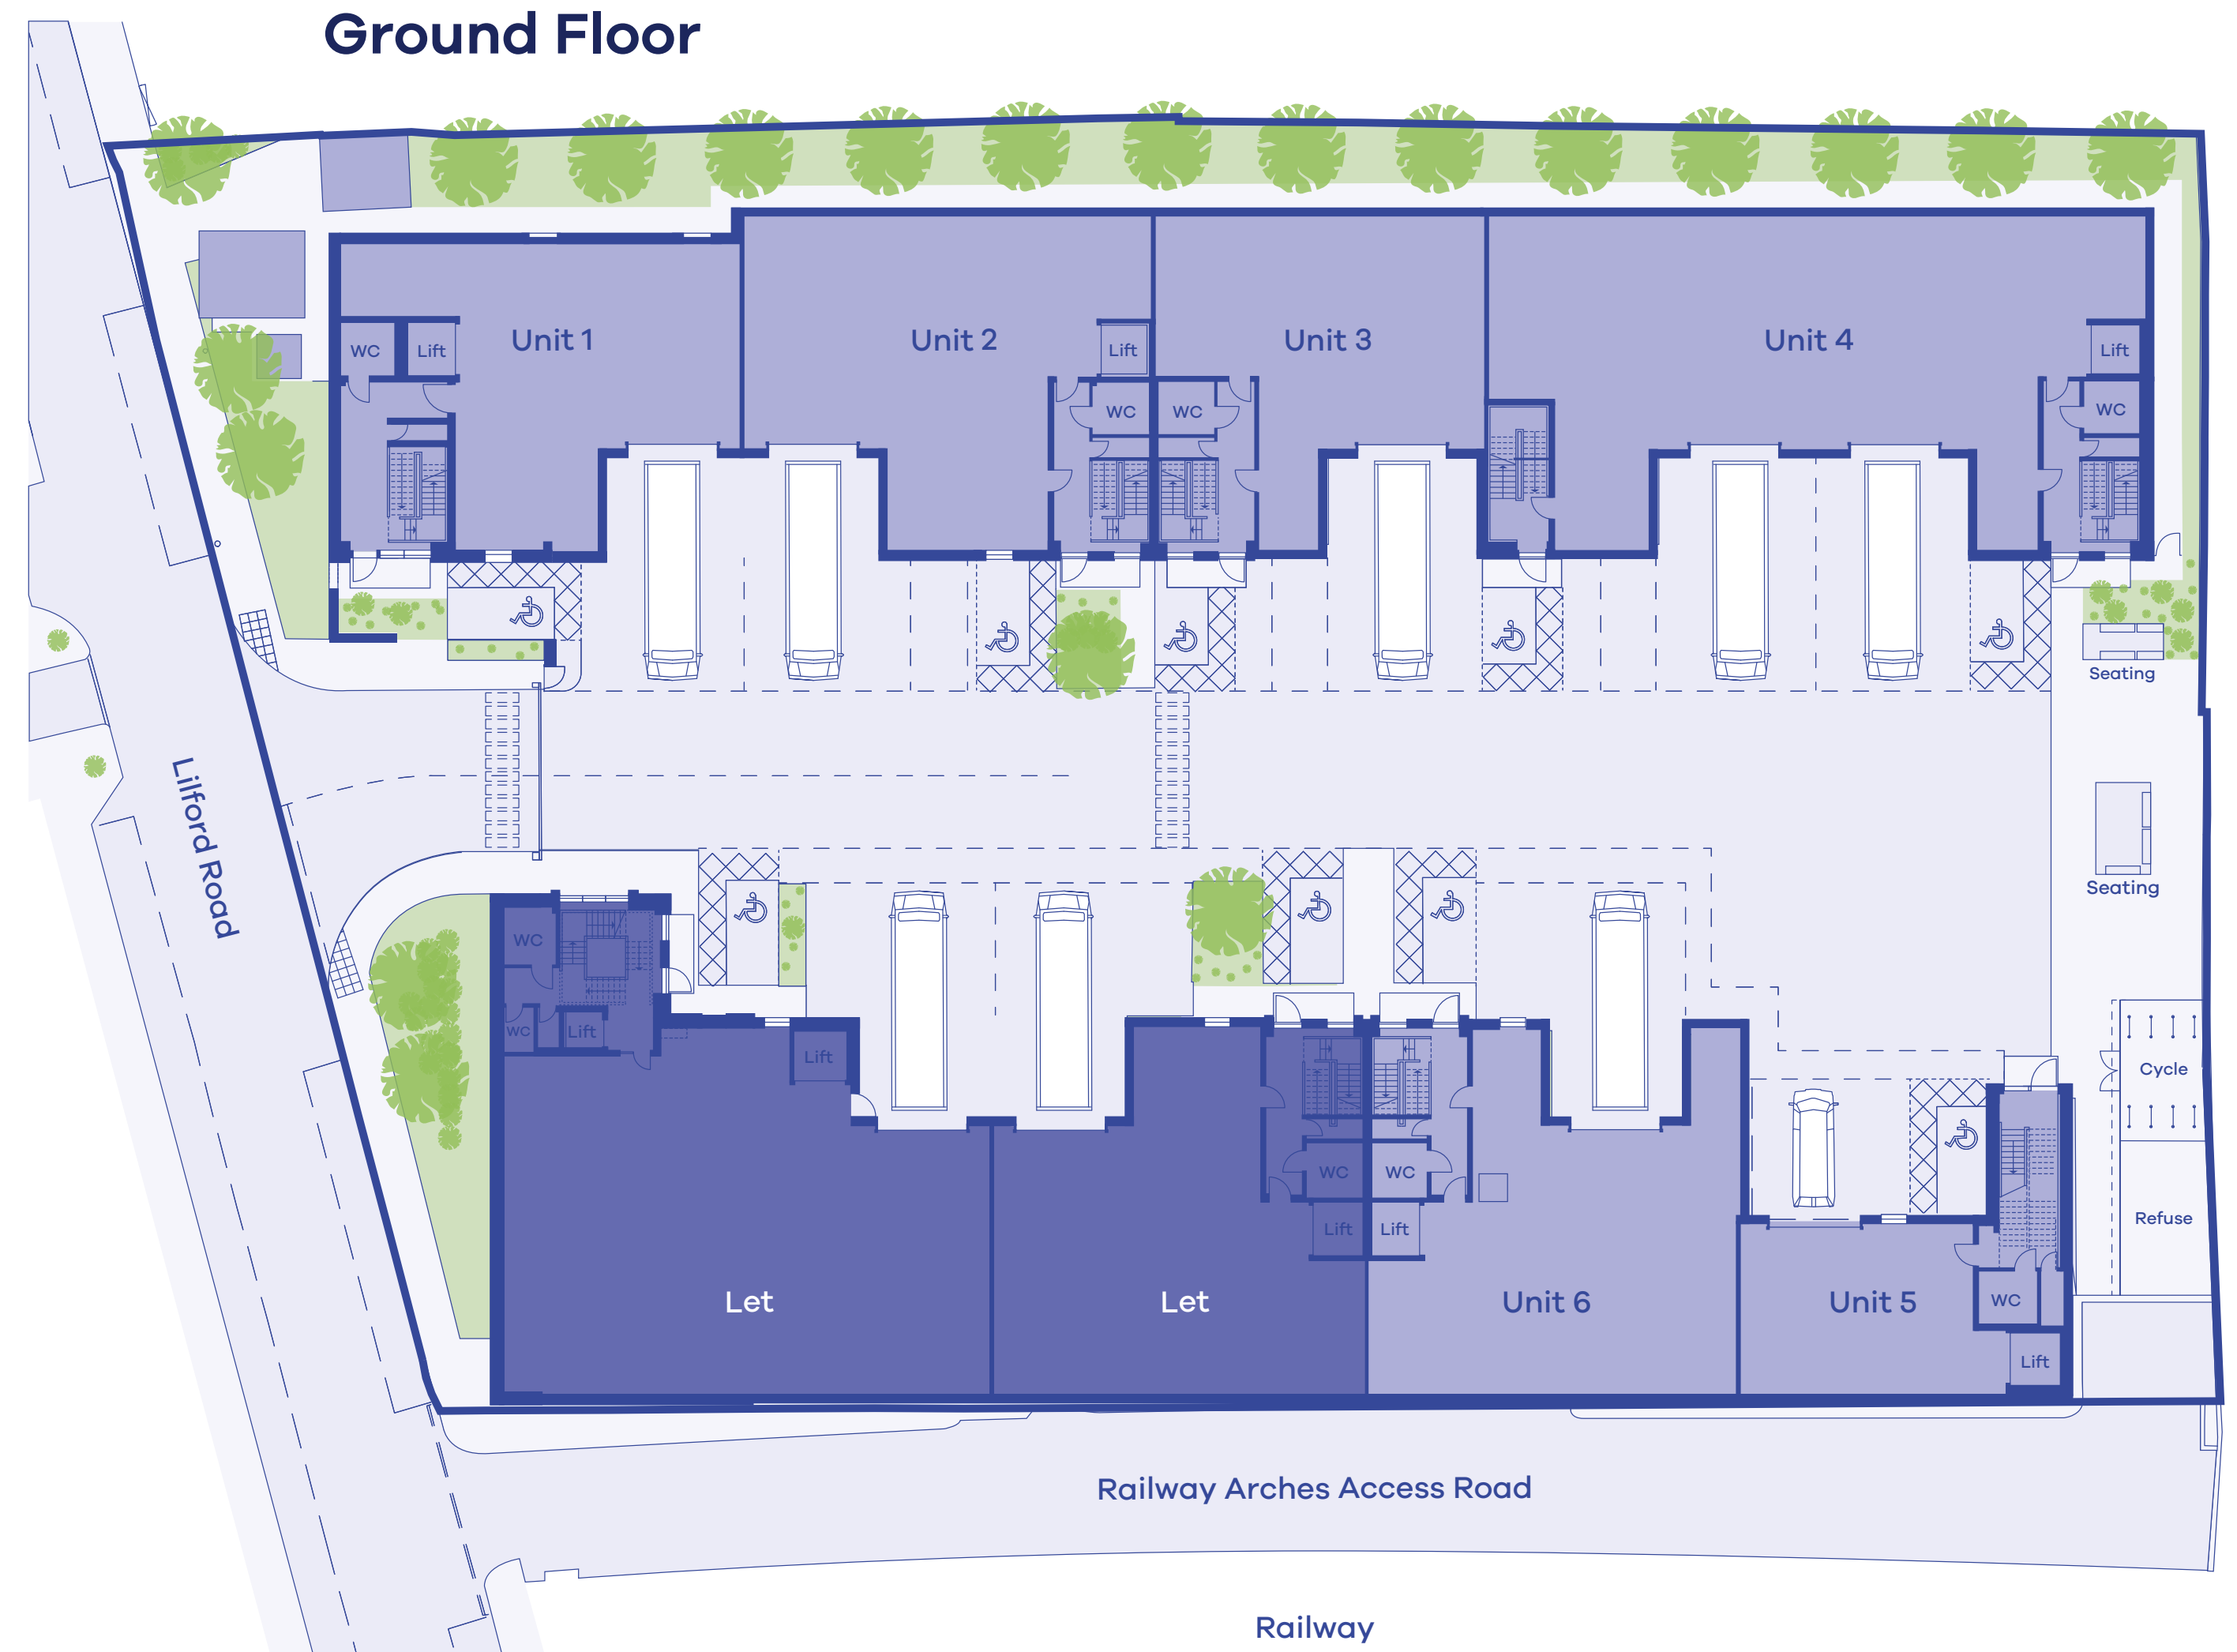 Ground Floor
Unit 1
Unit 2
Unit 3
Unit 4
WC
Lift
Lift
WC
WC
Lift
WC
Seating
Lilford Road
Seating
WC
WC
Lift
Lift
Cycle
WC
WC
Lift
Lift
Refuse
Let
Let
Unit 6
Unit 5
WC
Lift
Railway Arches Access Road
Railway